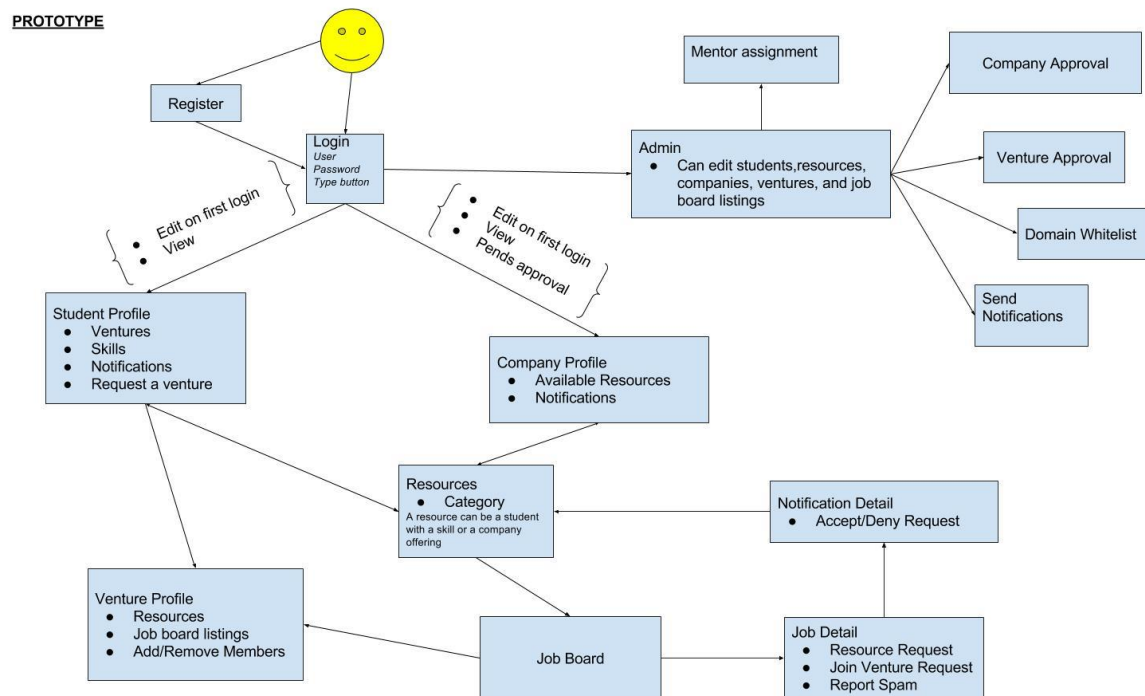 PROTOTYPE
Register
Login
User
Password
Type button
Mentor assignment
Company Approval
Admin
● Can edit students,resources,
companies, ventures, and job
board listings
Venture Approval
Domain Whitelist
Send
Notifications
● Edit on first login
● View
● Edit on first login
● View
● Pends approval
Student Profile
● Ventures
● Skills
● Notifications
● Request a venture
Company Profile
● Available Resources
● Notifications
Resources
● Category
A resource can be a student
with a skill or a company
offering
Notification Detail
● Accept/Deny Request
Venture Profile
● Resources
● Job board listings
● Add/Remove Members
Job Board
Job Detail
● Resource Request
● Join Venture Request
● Report Spam